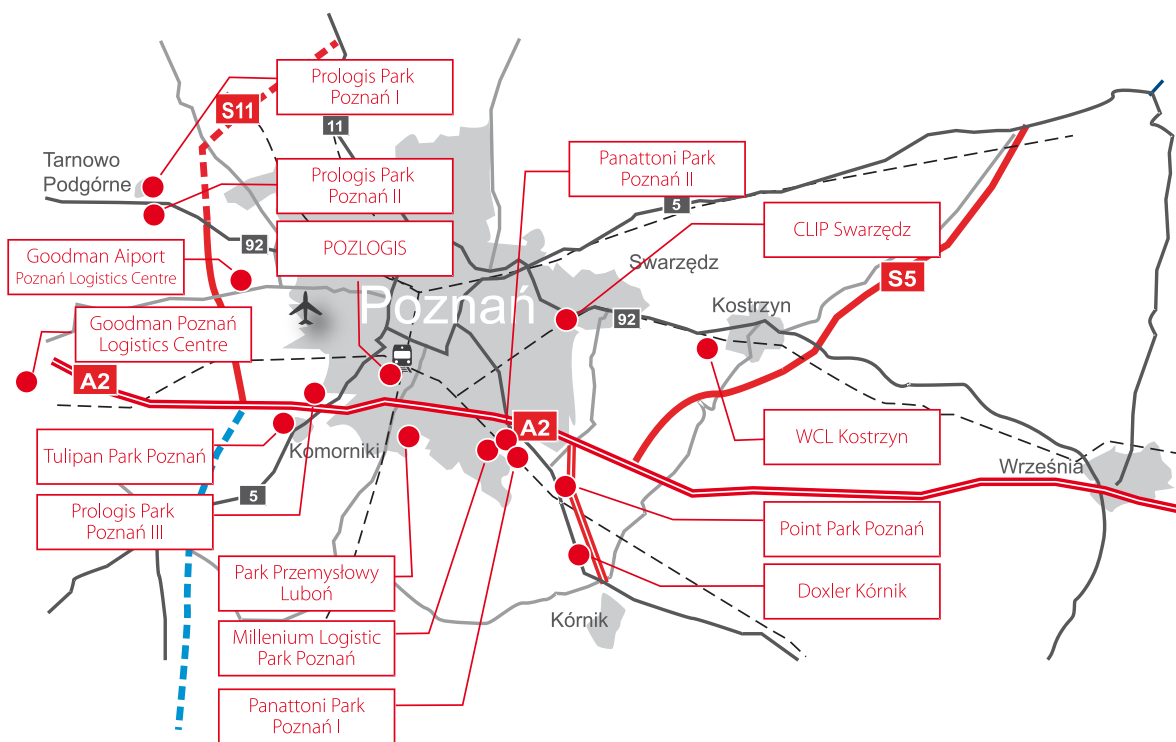 Prologis Park
Poznań I
S11
11
Tarnowo
Podgórne
Prologis Park
Poznań II
Panattoni Park
Poznań II
5
92
POZLOGIS
CLIP Swarzędz
Goodman Aiport
Poznań Logistics Centre
Swarzędz
S5
Poznań
Kostrzyn
92
Goodman Poznań
Logistics Centre
A2
A2
Tulipan Park Poznań
Komorniki
WCL Kostrzyn
Września
5
Prologis Park
Poznań III
Point Park Poznań
Park Przemysłowy
Luboń
Doxler Kórnik
Kórnik
Millenium Logistic
Park Poznań
Panattoni Park
Poznań I